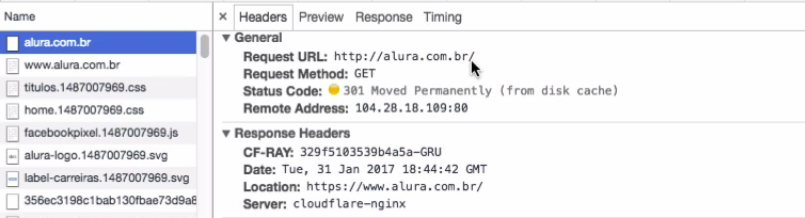 Name
alura.com.br
www.alura.com.br
titulos.1487007969.css
home.1487007969.css
facebookpixel.1487007969.js
alura-logo.1487007969.svg
label-carreiras.1487007969.svg
356ec3198c1bab130fbae73d9a8
× Headers Preview Response Timing
▼ General
Request URL: http://alura.com.br/
Request Method: GET
Status Code: 301 Moved Permanently (from disk cache)
Remote Address: 104.28.18.109:80
▼ Response Headers
CF-RAY: 329f5103539b4a5a-GRU
Date: Tue, 31 Jan 2017 18:44:42 GMT
Location: https://www.alura.com.br/
Server: cloudflare-nginx